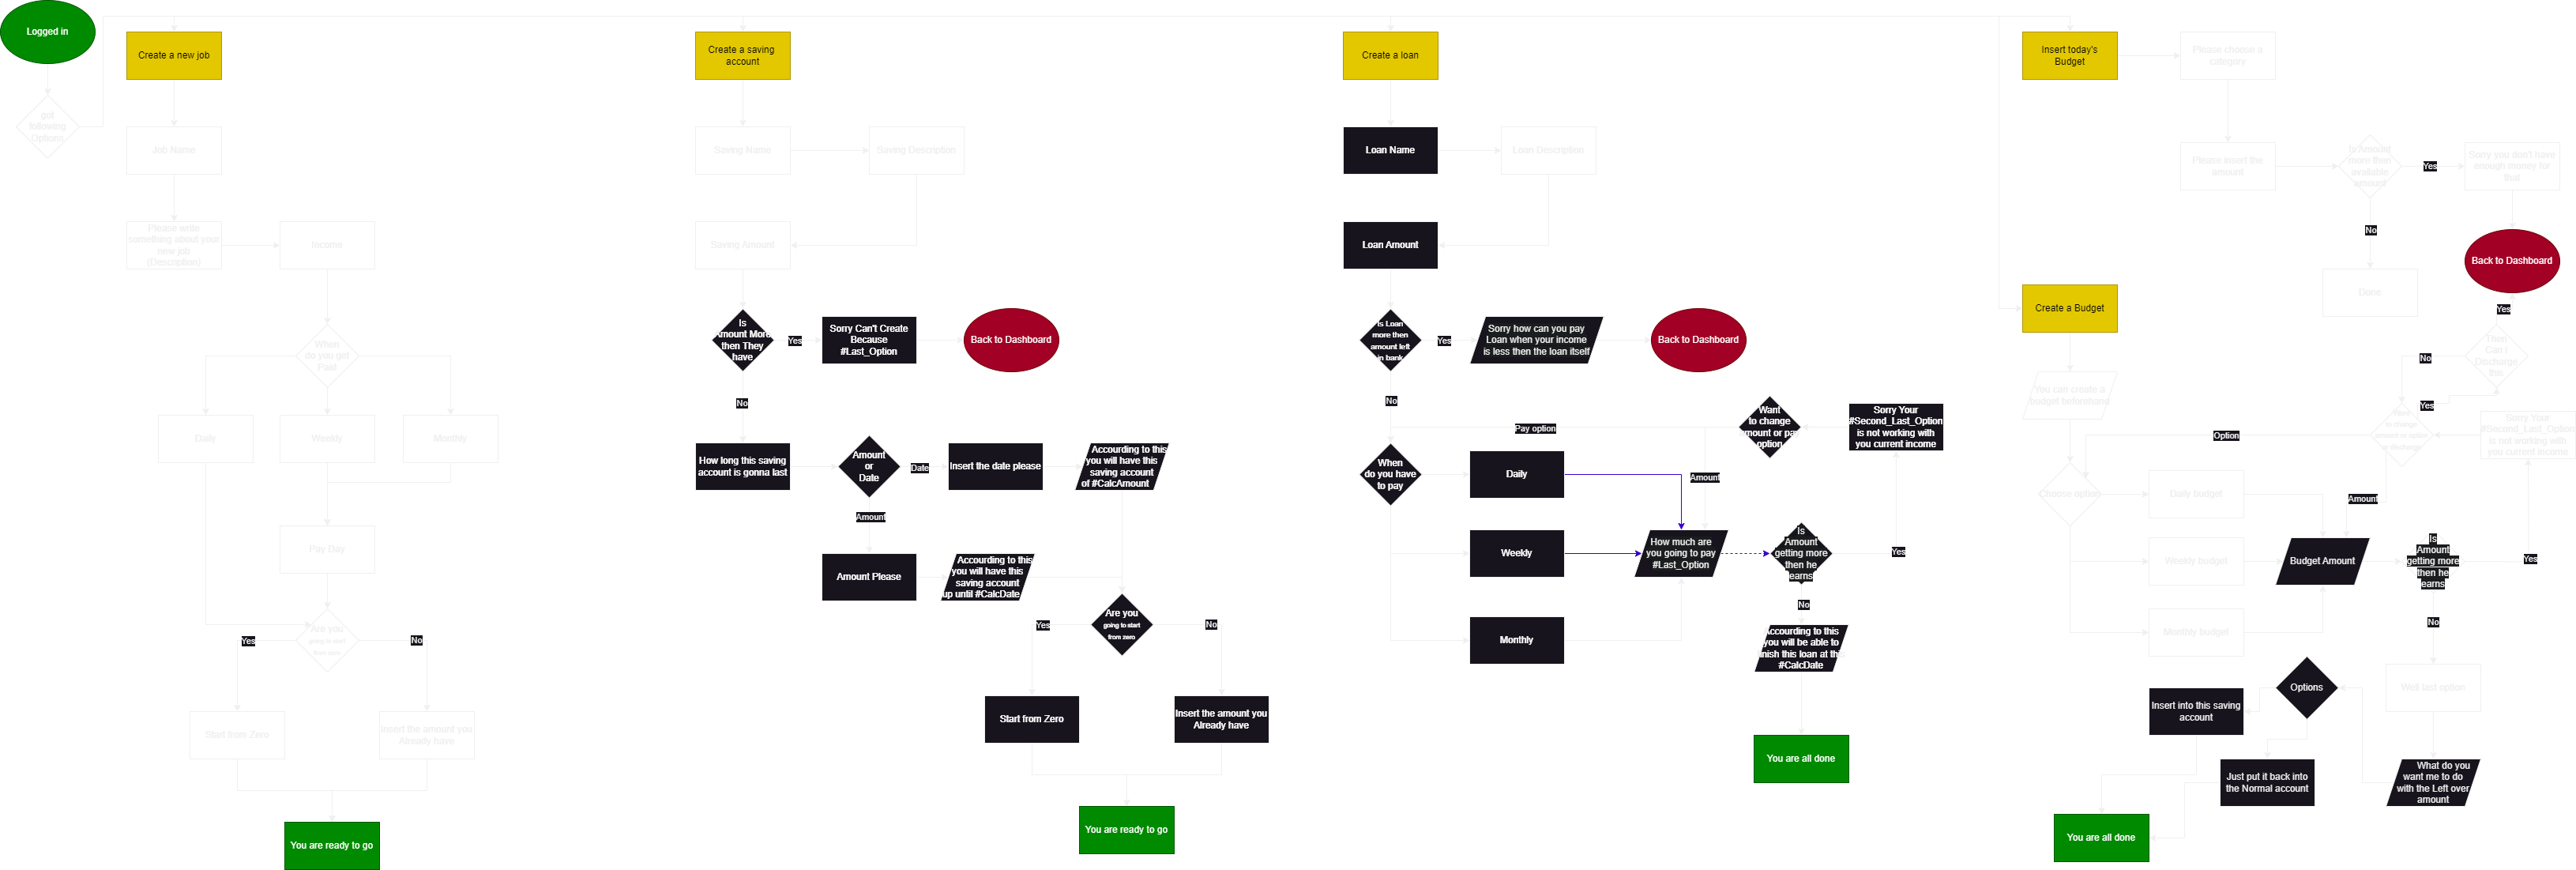 Logged in
got
following
Options
Create a new job
Job Name
Please write
something about your
new job
(Description)
Income
When
do you get
Paid
Daily
Weekly
Monthly
Pay Day
Are you
going to start
from zero
Yes
No
Start from Zero
Insert the amount you
Already have
You are ready to go
Create a saving
account
Saving Name
Saving Description
Saving Amount
Is
Amount More
then They
have
Yes
Sorry Can't Create
Because
#Last_Option
Back to Dashboard
No
How long this saving
account is gonna last
Amount
or
Date
Date
Insert the date please
Accourding to this
you will have this
saving account
of #CalcAmount
Amount
Amount Please
Accourding to this
you will have this
saving account
up until #CalcDate
Are you
going to start
from zero
Yes
No
Start from Zero
Insert the amount you
Already have
You are ready to go
Create a loan
Loan Name
Loan Description
Loan Amount
Is Loan
more then
amount left
in bank
Yes
Sorry how can you pay
Loan when your income
is less then the loan itself
Back to Dashboard
No
Pay option
Want
to change
amount or pay
option
Sorry Your
#Second_Last_Option
is not working with
you current income
When
do you have
to pay
Daily
Weekly
Monthly
Amount
How much are
you going to pay
#Last_Option
Is
Amount
getting more
then he
earns
Yes
No
Accourding to this
you will be able to
finish this loan at this
#CalcDate
You are all done
Insert today's
Budget
Please choose a
category
Please insert the
amount
Is Amount
more then
available
amount
Yes
Sorry you don't have
enough money for
that
No
Done
Back to Dashboard
Create a Budget
You can create a
budget beforehand
Yes
Then
Can I
Discharge
this
No
Yes
to change
amount or option
or discharge
Sorry Your
#Second_Last_Option
is not working with
you current income
Option
Choose option
Daily budget
Weekly budget
Monthly budget
Amount
Budget Amount
Is
Amount
getting more
then he
earns
Yes
No
Well last option
What do you
want me to do
with the Left over
amount
Options
Insert into this saving
account
Just put it back into
the Normal account
You are all done